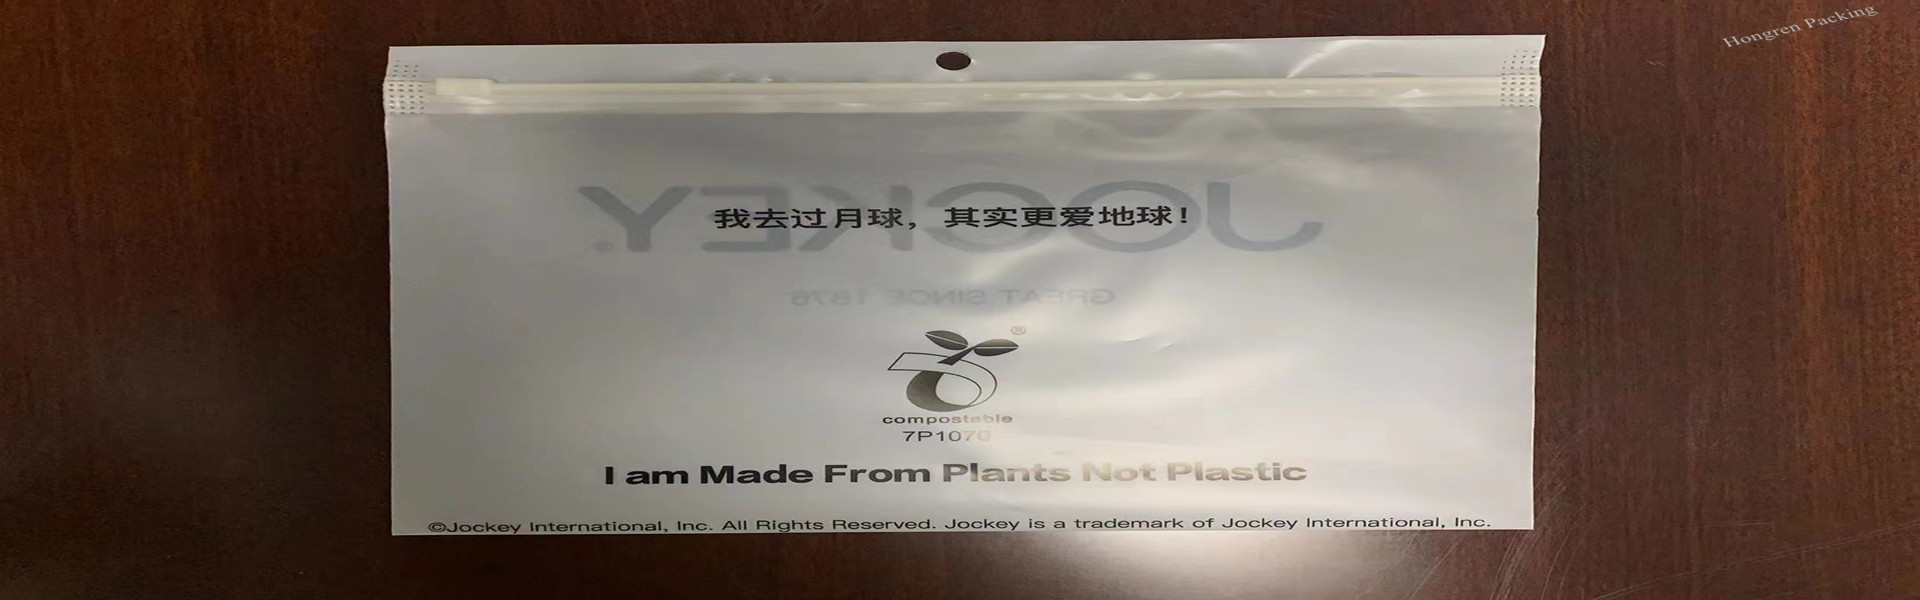 Hongren Packing
我去过月球，其实更爱地球！
JOCKEY
GREAT SINCE 1876
®
compostable
7P1070
I am Made From Plants Not Plastic
©Jockey International, Inc. All Rights Reserved. Jockey is a trademark of Jockey International, Inc.